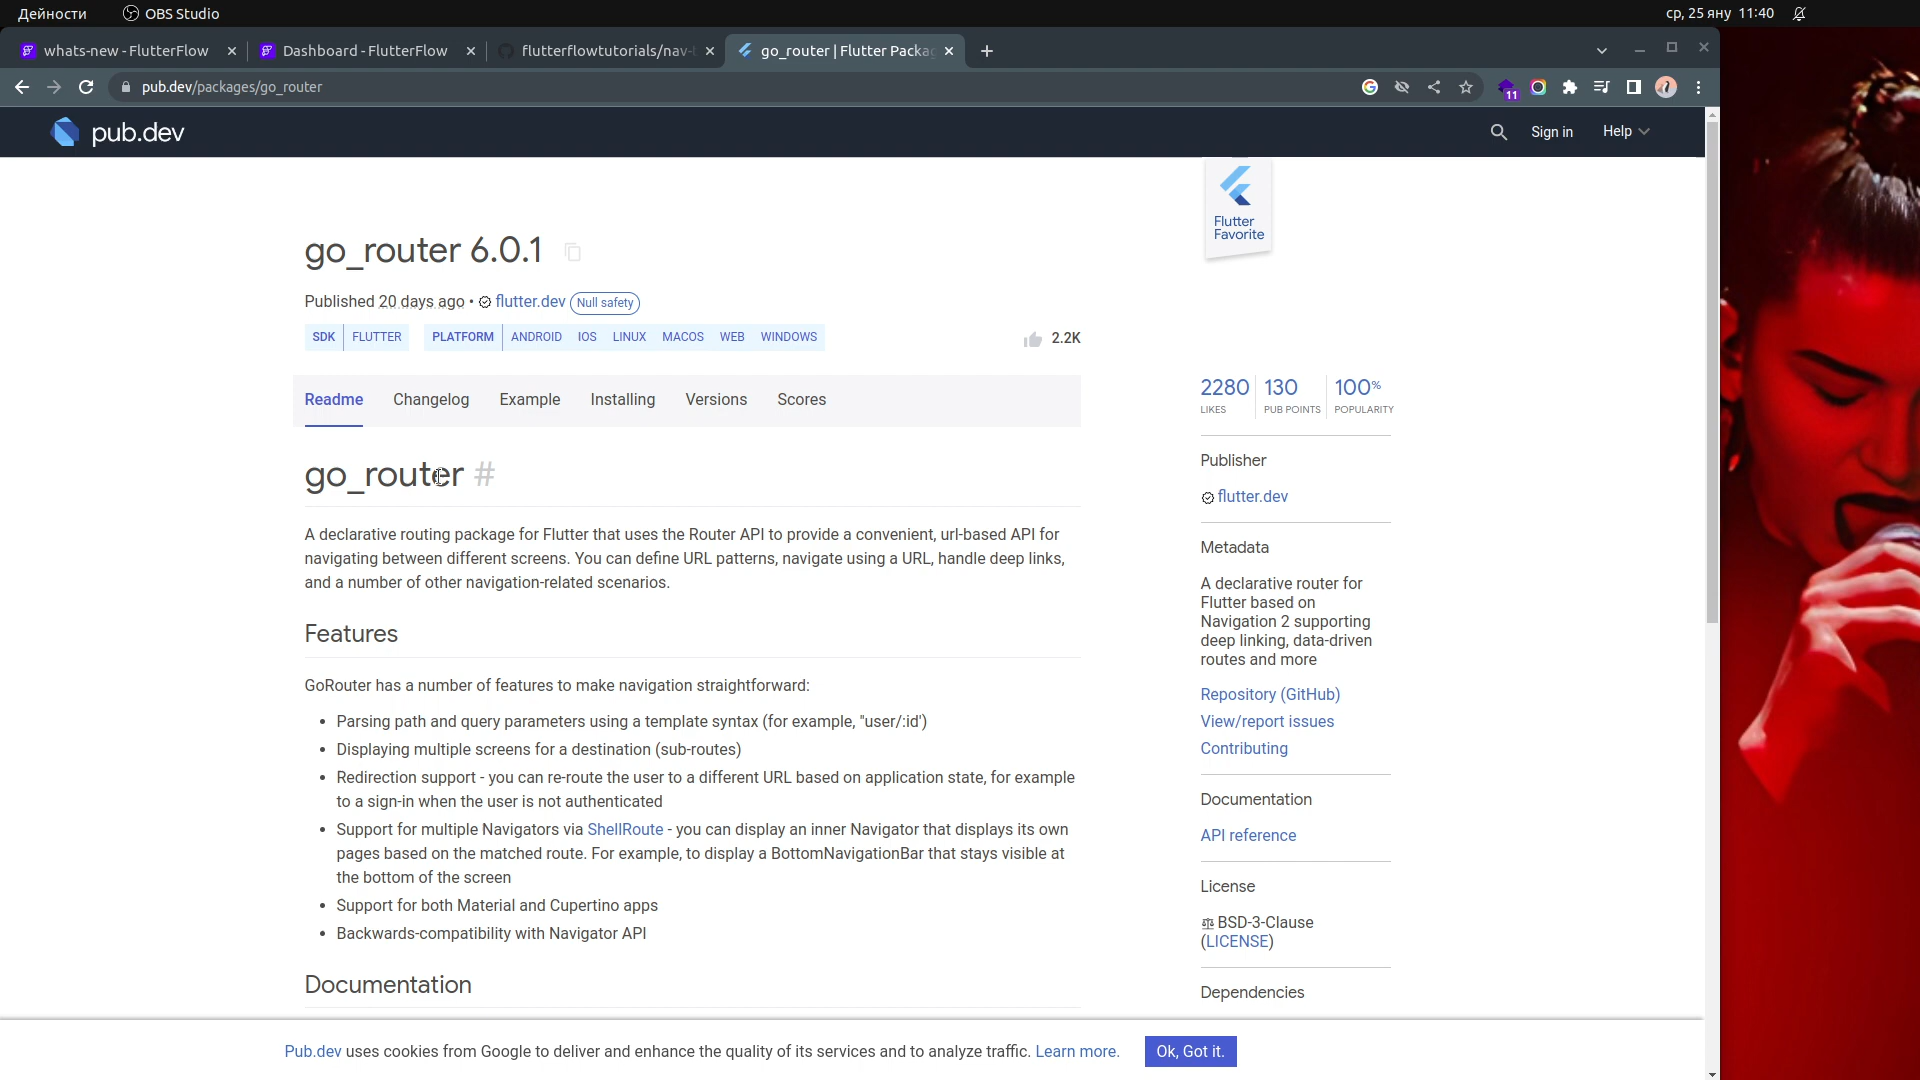 Дейности
OBS Studio
ср, 25 яну 11:40
whats-new - FlutterFlow
Dashboard - FlutterFlow
flutterflowtutorials/nav-
go_router | Flutter Packa
pub.dev/packages/go_router
11
pub.dev
Sign in
Help
Flutter
Favorite
go_router 6.0.1
Published 20 days ago • flutter.dev Null safety
SDK FLUTTER PLATFORM ANDROID IOS LINUX MACOS WEB WINDOWS
2.2K
Readme
Changelog
Example
Installing
Versions
Scores
go_router #
A declarative routing package for Flutter that uses the Router API to provide a convenient, url-based API for
navigating between different screens. You can define URL patterns, navigate using a URL, handle deep links,
and a number of other navigation-related scenarios.
Features
GoRouter has a number of features to make navigation straightforward:
• Parsing path and query parameters using a template syntax (for example, "user/:id')
• Displaying multiple screens for a destination (sub-routes)
• Redirection support - you can re-route the user to a different URL based on application state, for example
to a sign-in when the user is not authenticated
• Support for multiple Navigators via ShellRoute - you can display an inner Navigator that displays its own
pages based on the matched route. For example, to display a BottomNavigationBar that stays visible at
the bottom of the screen
• Support for both Material and Cupertino apps
• Backwards-compatibility with Navigator API
Documentation
2280 130 100%
LIKES PUB POINTS POPULARITY
Publisher
flutter.dev
Metadata
A declarative router for
Flutter based on
Navigation 2 supporting
deep linking, data-driven
routes and more
Repository (GitHub)
View/report issues
Contributing
Documentation
API reference
License
BSD-3-Clause
(LICENSE)
Dependencies
Pub.dev uses cookies from Google to deliver and enhance the quality of its services and to analyze traffic. Learn more.
Ok, Got it.